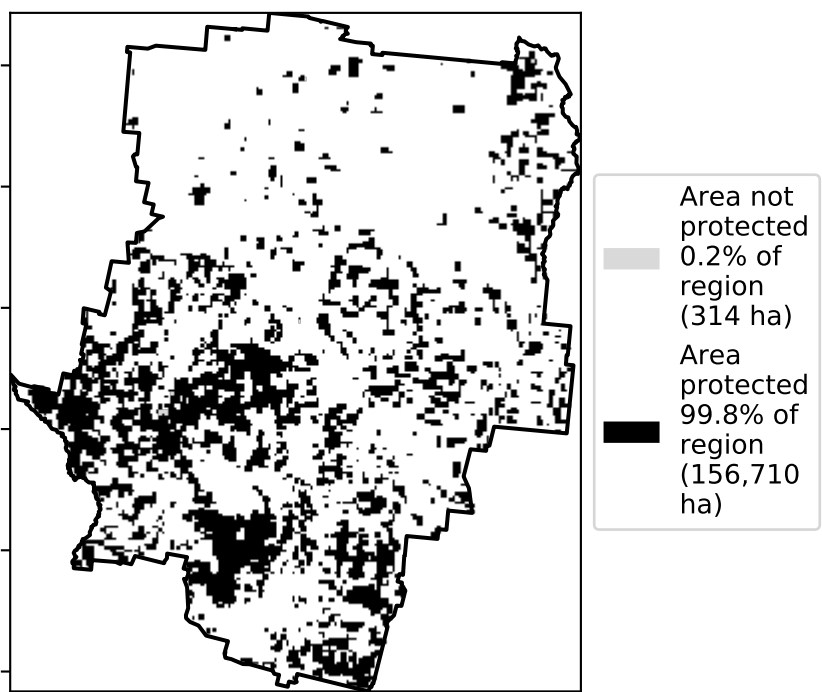 Area not
protected
0.2% of
region
(314 ha)
Area
protected
99.8% of
region
(156,710
ha)